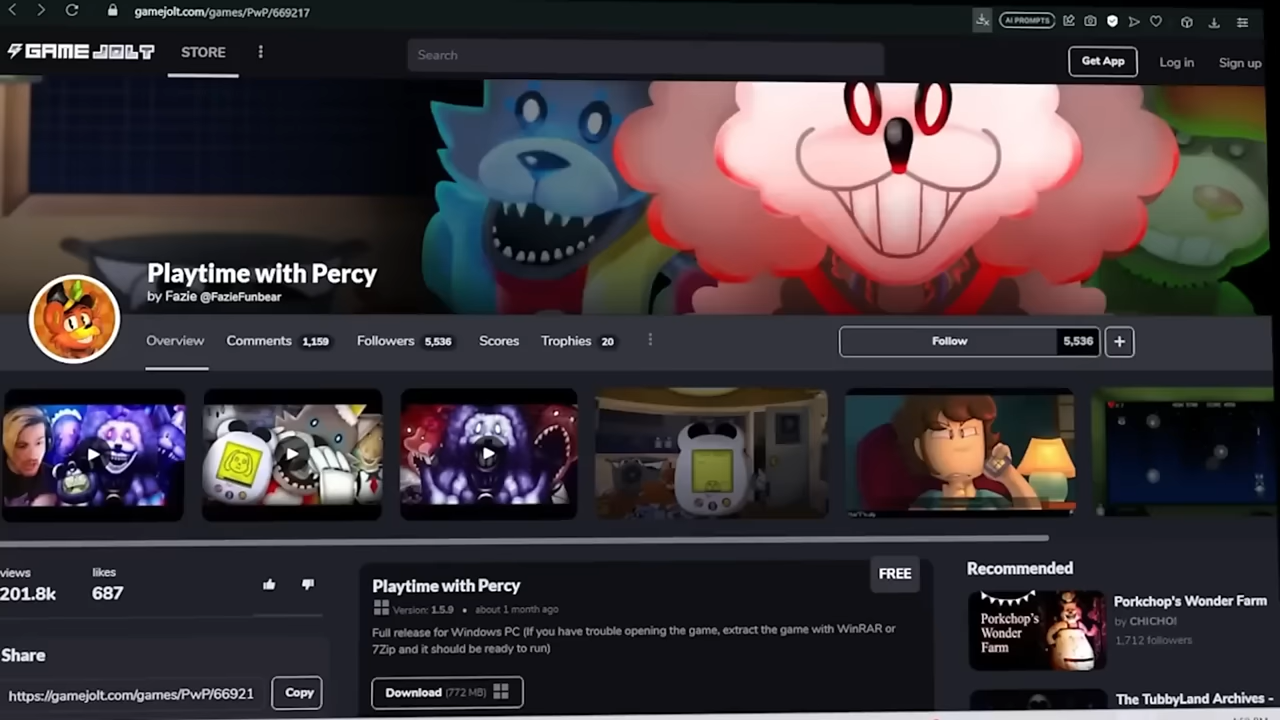 gamejolt.com/games/PwP/669217
AI PROMPTS
GAME JOLT
STORE
Search
Get App
Log in
Sign up
Playtime with Percy
by Fazie @FazieFunbear
Overview
Comments 1,159
Followers 5,536
Scores
Trophies 20
Follow 5,536
views
201.8k
likes
687
Share
https://gamejolt.com/games/PwP/66921
Copy
Playtime with Percy
FREE
Version: 1.5.9 • about 1 month ago
Full release for Windows PC (If you have trouble opening the game, extract the game with WinRAR or
7Zip and it should be ready to run)
Download (772 MB)
Recommended
Porkchop's
Wonder
Farm
Porkchop's Wonder Farm
by CHICHO!
1,712 followers
The TubbyLand Archives -